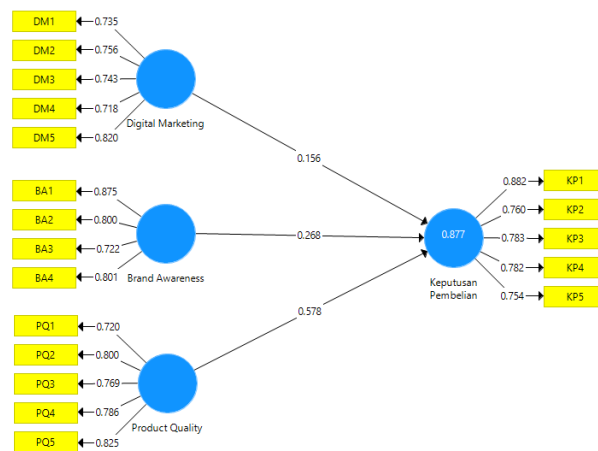 DM1
0.735
DM2
0.756
DM3
0.743
DM4
0.718
DM5
0.820
Digital Marketing
0.156
BA1
0.875
BA2
0.800
BA3
0.722
BA4
0.801
Brand Awareness
0.268
PQ1
0.720
PQ2
0.800
PQ3
0.769
PQ4
0.786
PQ5
0.825
Product Quality
0.578
0.877
Keputusan
Pembelian
0.882
KP1
0.760
KP2
0.783
KP3
0.782
KP4
0.754
KP5